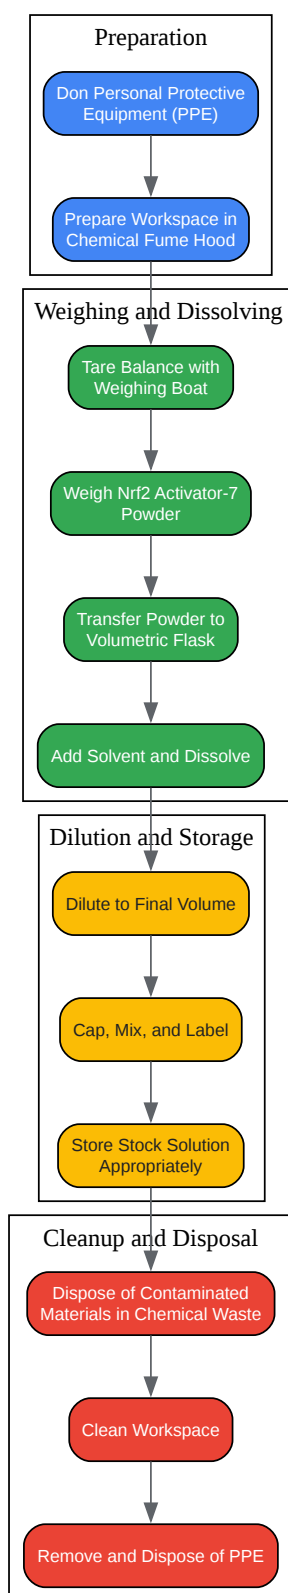 Preparation
Don Personal Protective
Equipment (PPE)
Prepare Workspace in
Chemical Fume Hood
Weighing and Dissolving
Tare Balance with
Weighing Boat
Weigh Nrf2 Activator-7
Powder
Transfer Powder to
Volumetric Flask
Add Solvent and Dissolve
Dilution and Storage
Dilute to Final Volume
Cap, Mix, and Label
Store Stock Solution
Appropriately
Cleanup and Disposal
Dispose of Contaminated
Materials in Chemical Waste
Clean Workspace
Remove and Dispose of PPE